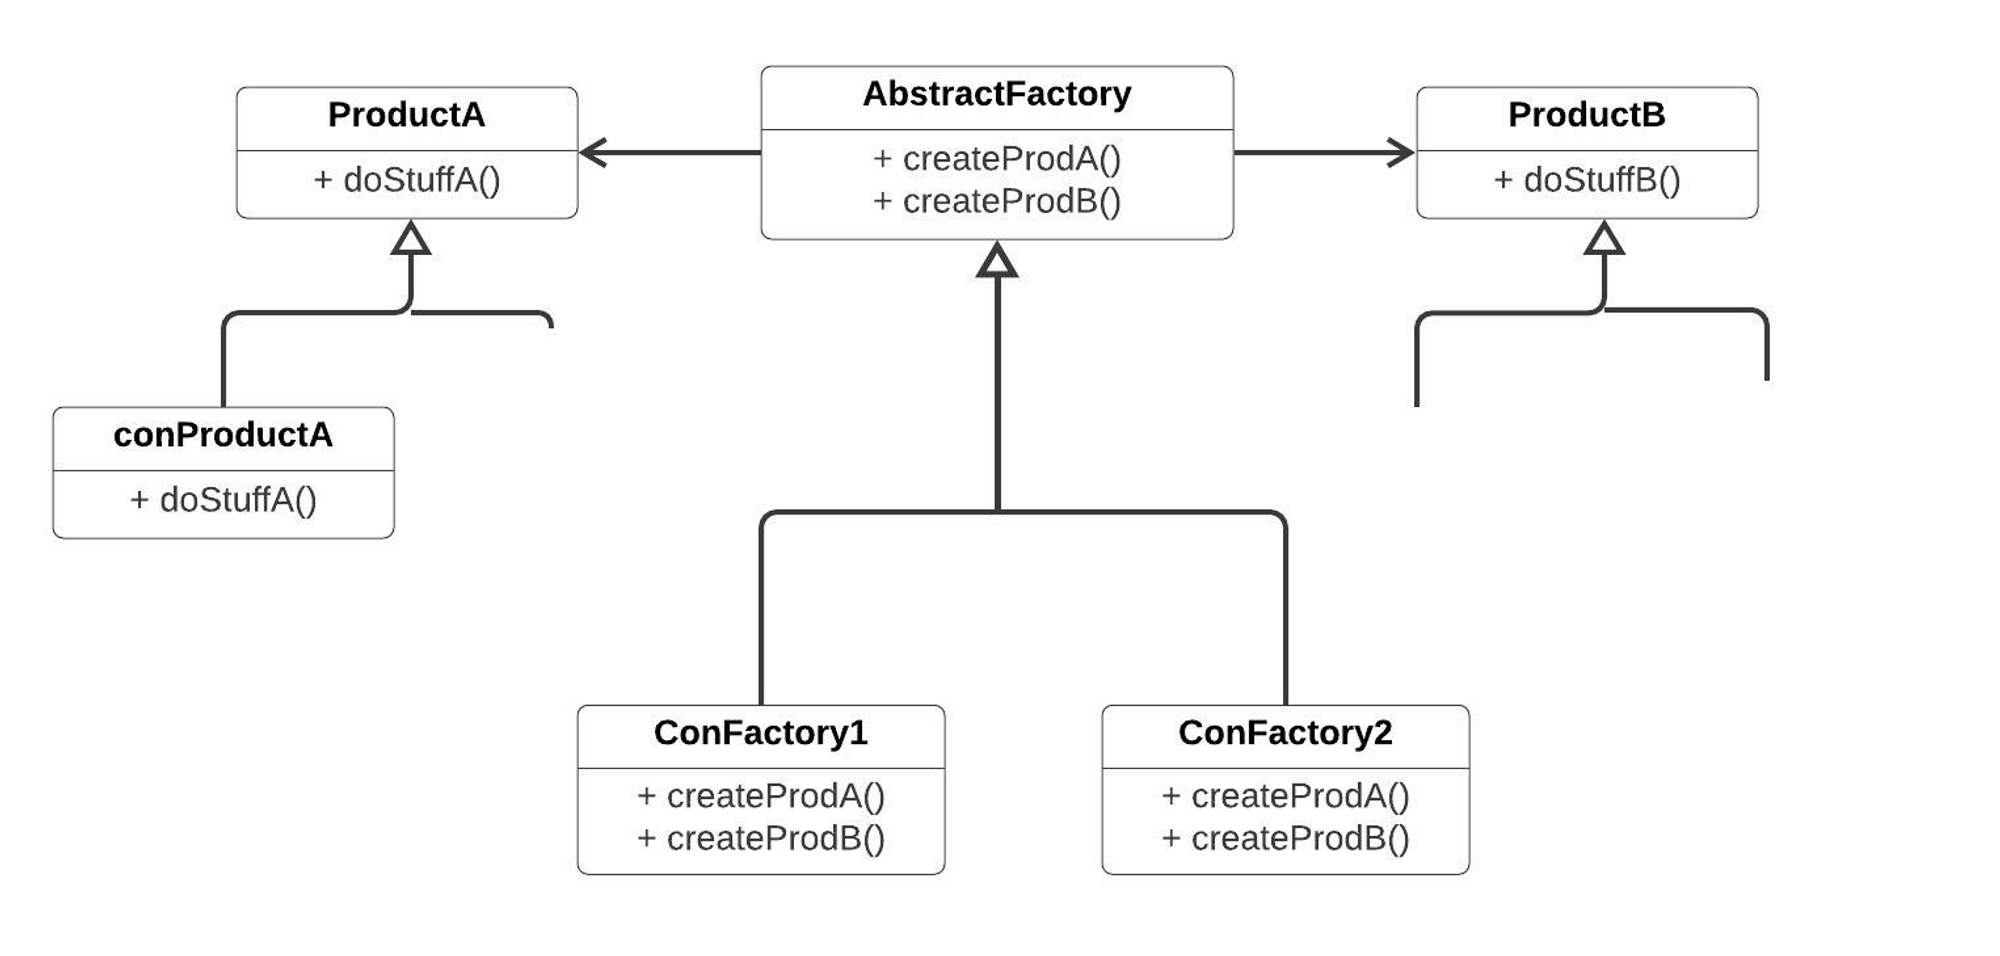 ProductA
+ doStuffA()
AbstractFactory
+ createProdA()
+ createProdB()
ProductB
+ doStuffB()
conProductA
+ doStuffA()
ConFactory1
+ createProdA()
+ createProdB()
ConFactory2
+ createProdA()
+ createProdB()